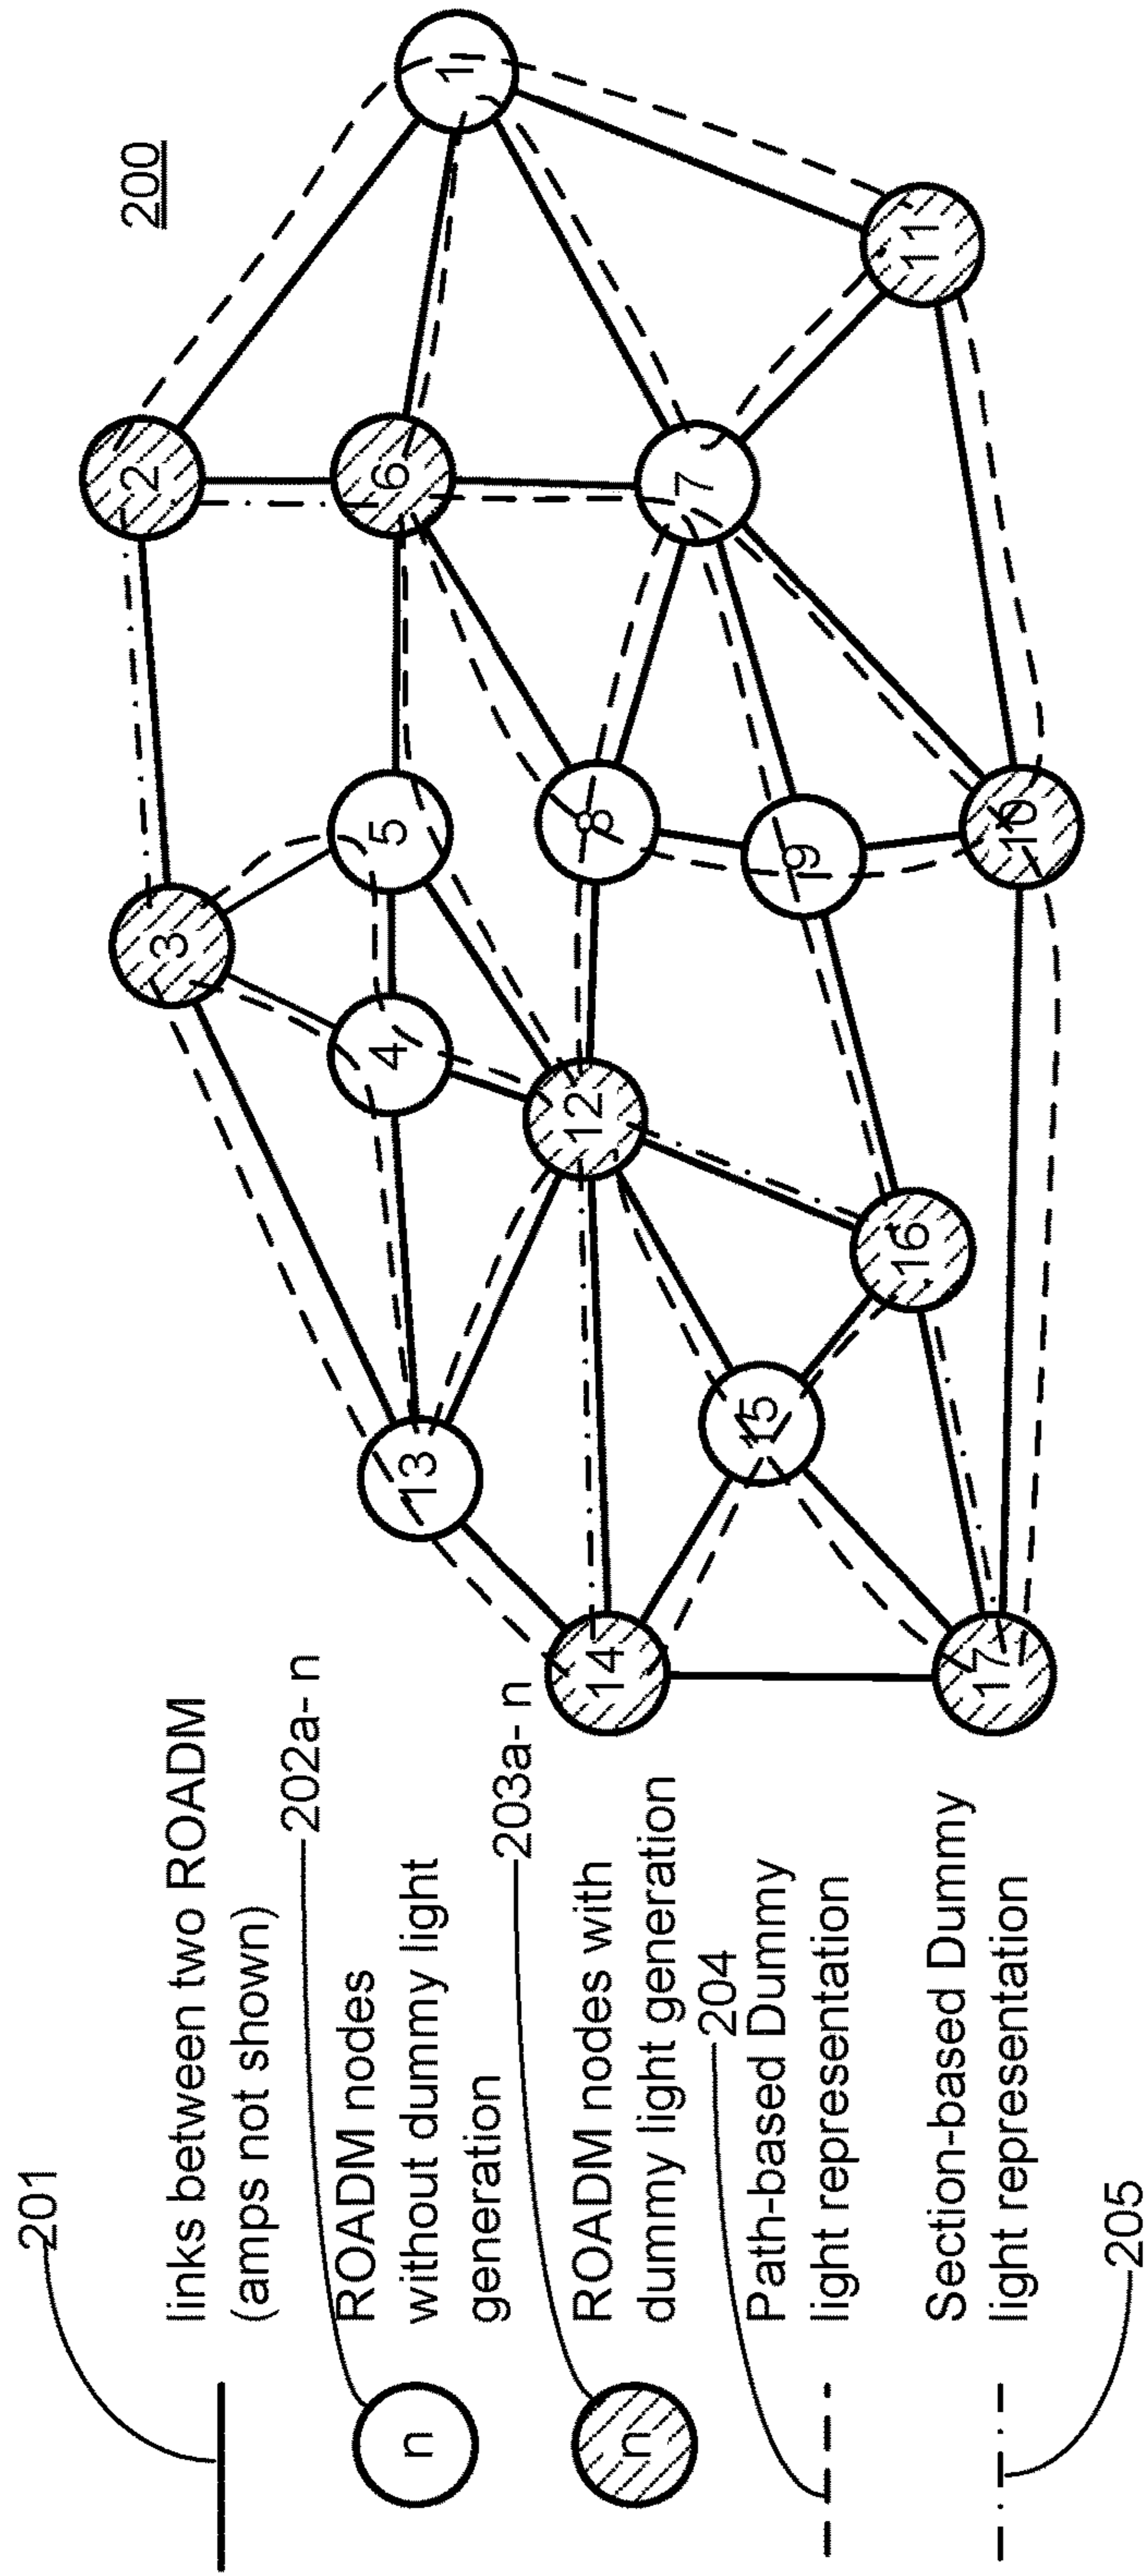 200
1
2
3
4
5
6
7
8
9
10
11
12
13
14
15
16
17
201
links between two ROADM
(amps not shown)
202a- n
n
ROADM nodes
without dummy light
generation
203a- n
n
ROADM nodes with
dummy light generation
204
Path-based Dummy
light representation
Section-based Dummy
light representation
205